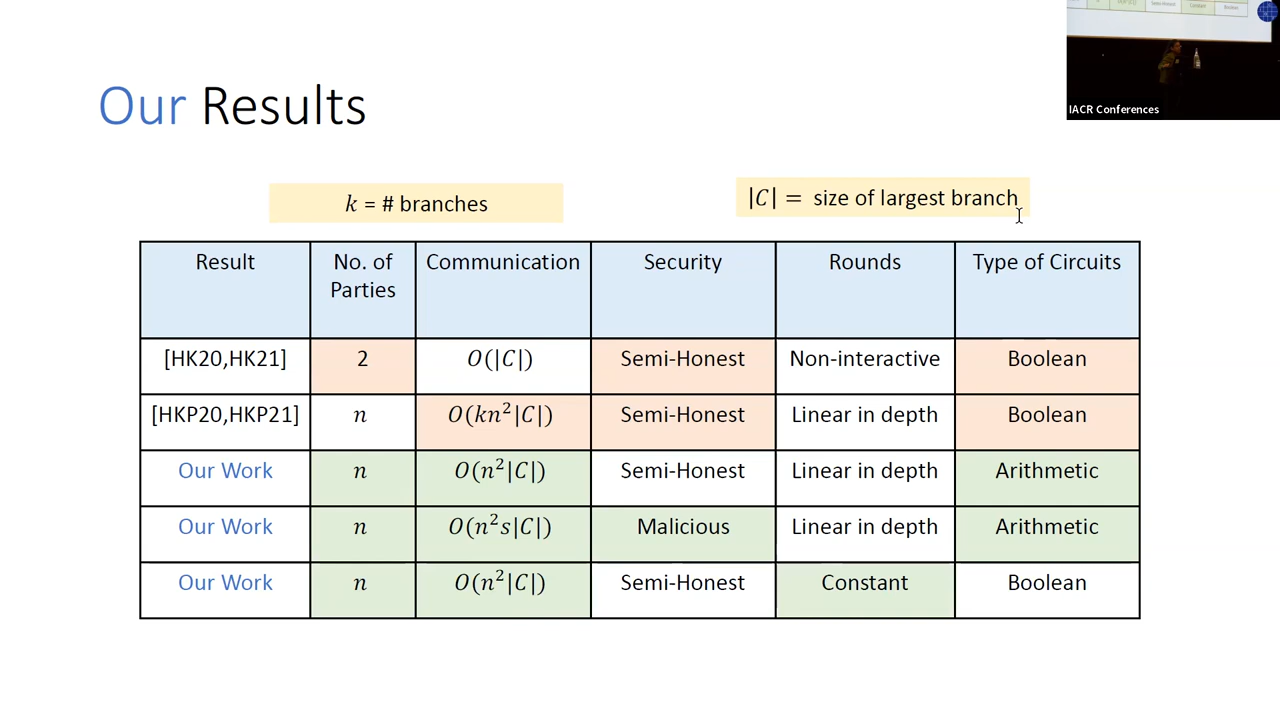 IACR Conferences
Our Results
k = # branches
|C| = size of largest branch
Result No. of Parties Communication Security Rounds Type of Circuits
[HK20,HK21] 2 O(|C|) Semi-Honest Non-interactive Boolean
[HKP20,HKP21] n O(kn²|C|) Semi-Honest Linear in depth Boolean
Our Work n O(n²|C|) Semi-Honest Linear in depth Arithmetic
Our Work n O(n²s|C|) Malicious Linear in depth Arithmetic
Our Work n O(n²|C|) Semi-Honest Constant Boolean